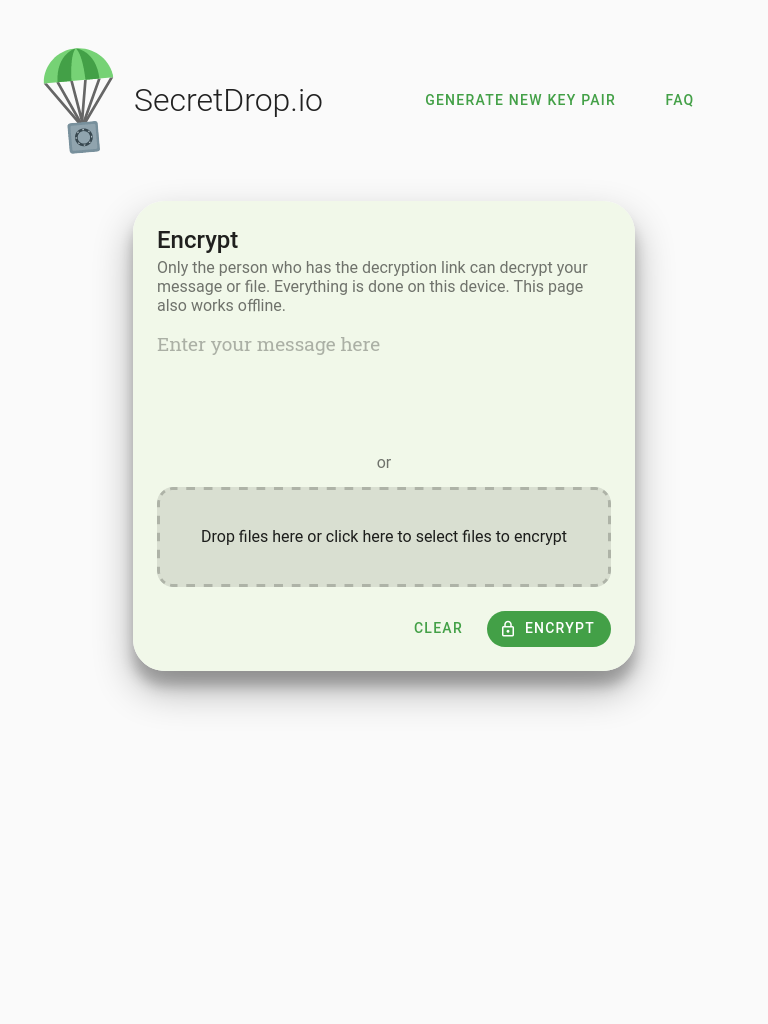 SecretDrop.io
GENERATE NEW KEY PAIR
FAQ
Encrypt
Only the person who has the decryption link can decrypt your
message or file. Everything is done on this device. This page
also works offline.
Enter your message here
or
Drop files here or click here to select files to encrypt
CLEAR
ENCRYPT